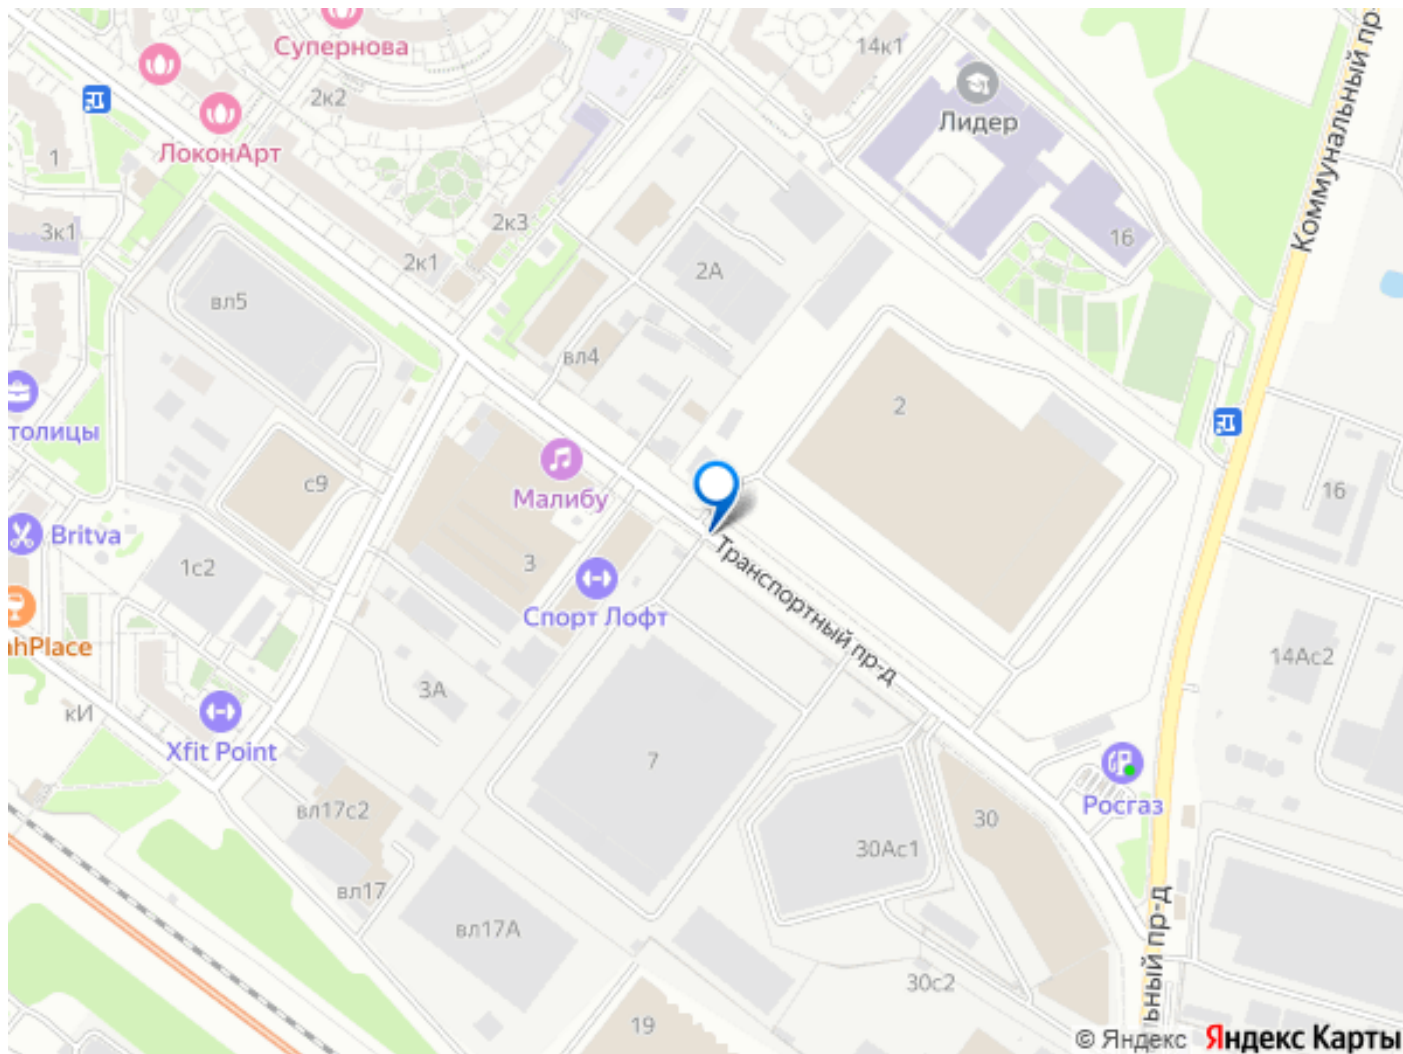 Супернова
14к1
Коммунальный пр-
2к2
Лидер
ЛоконАрт
1
3к1
2к3
16
2к1
2А
вл5
вл4
2
толицы
с9
Малибу
16
Britva
1с2
3
Транспортный пр-д
Спорт Лофт
ahPlace
14Ас2
3А
кИ
Xfit Point
7
Росгаз
вл17с2
30
30Ас1
вл17
вл17А
льный пр-д
30с2
19
© Яндекс Яндекс Карты